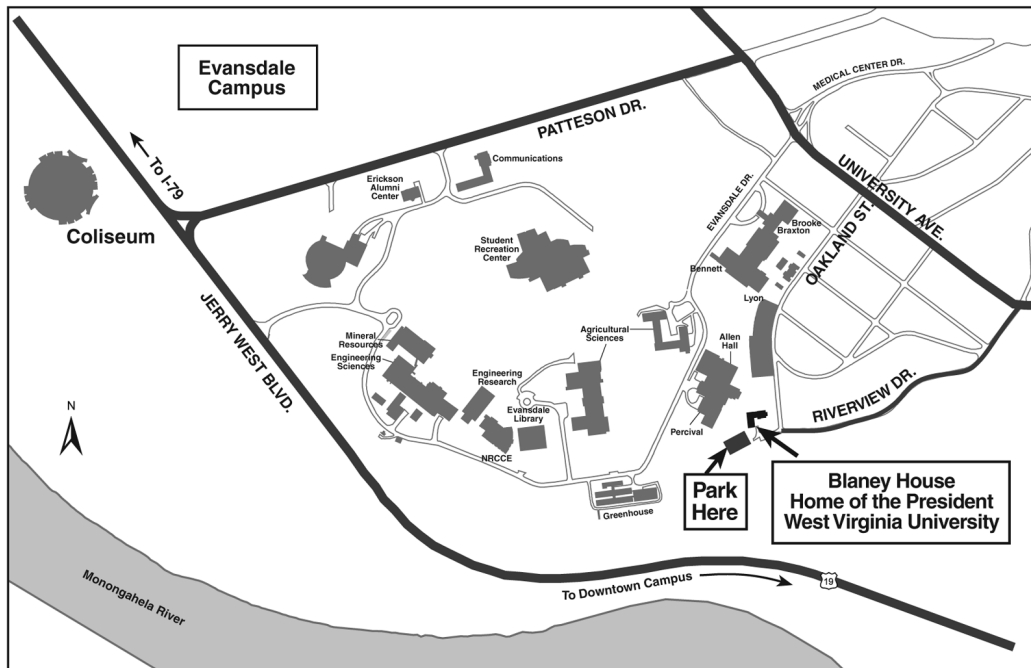 Evansdale
Campus
MEDICAL CENTER DR.
PATTESON DR.
To I-79
Communications
Erickson
Alumni
Center
UNIVERSITY AVE.
EVANSDALE DR.
Coliseum
Student
Recreation
Center
Brooke
Braxton
OAKLAND ST.
Bennett
Lyon
JERRY WEST BLVD.
Mineral
Resources
Engineering
Sciences
Agricultural
Sciences
Allen
Hall
Engineering
Research
RIVERVIEW DR.
N
Evansdale
Library
Percival
NRCCE
Park
Here
Blaney House
Home of the President
West Virginia University
Greenhouse
Monongahela River
To Downtown Campus
19